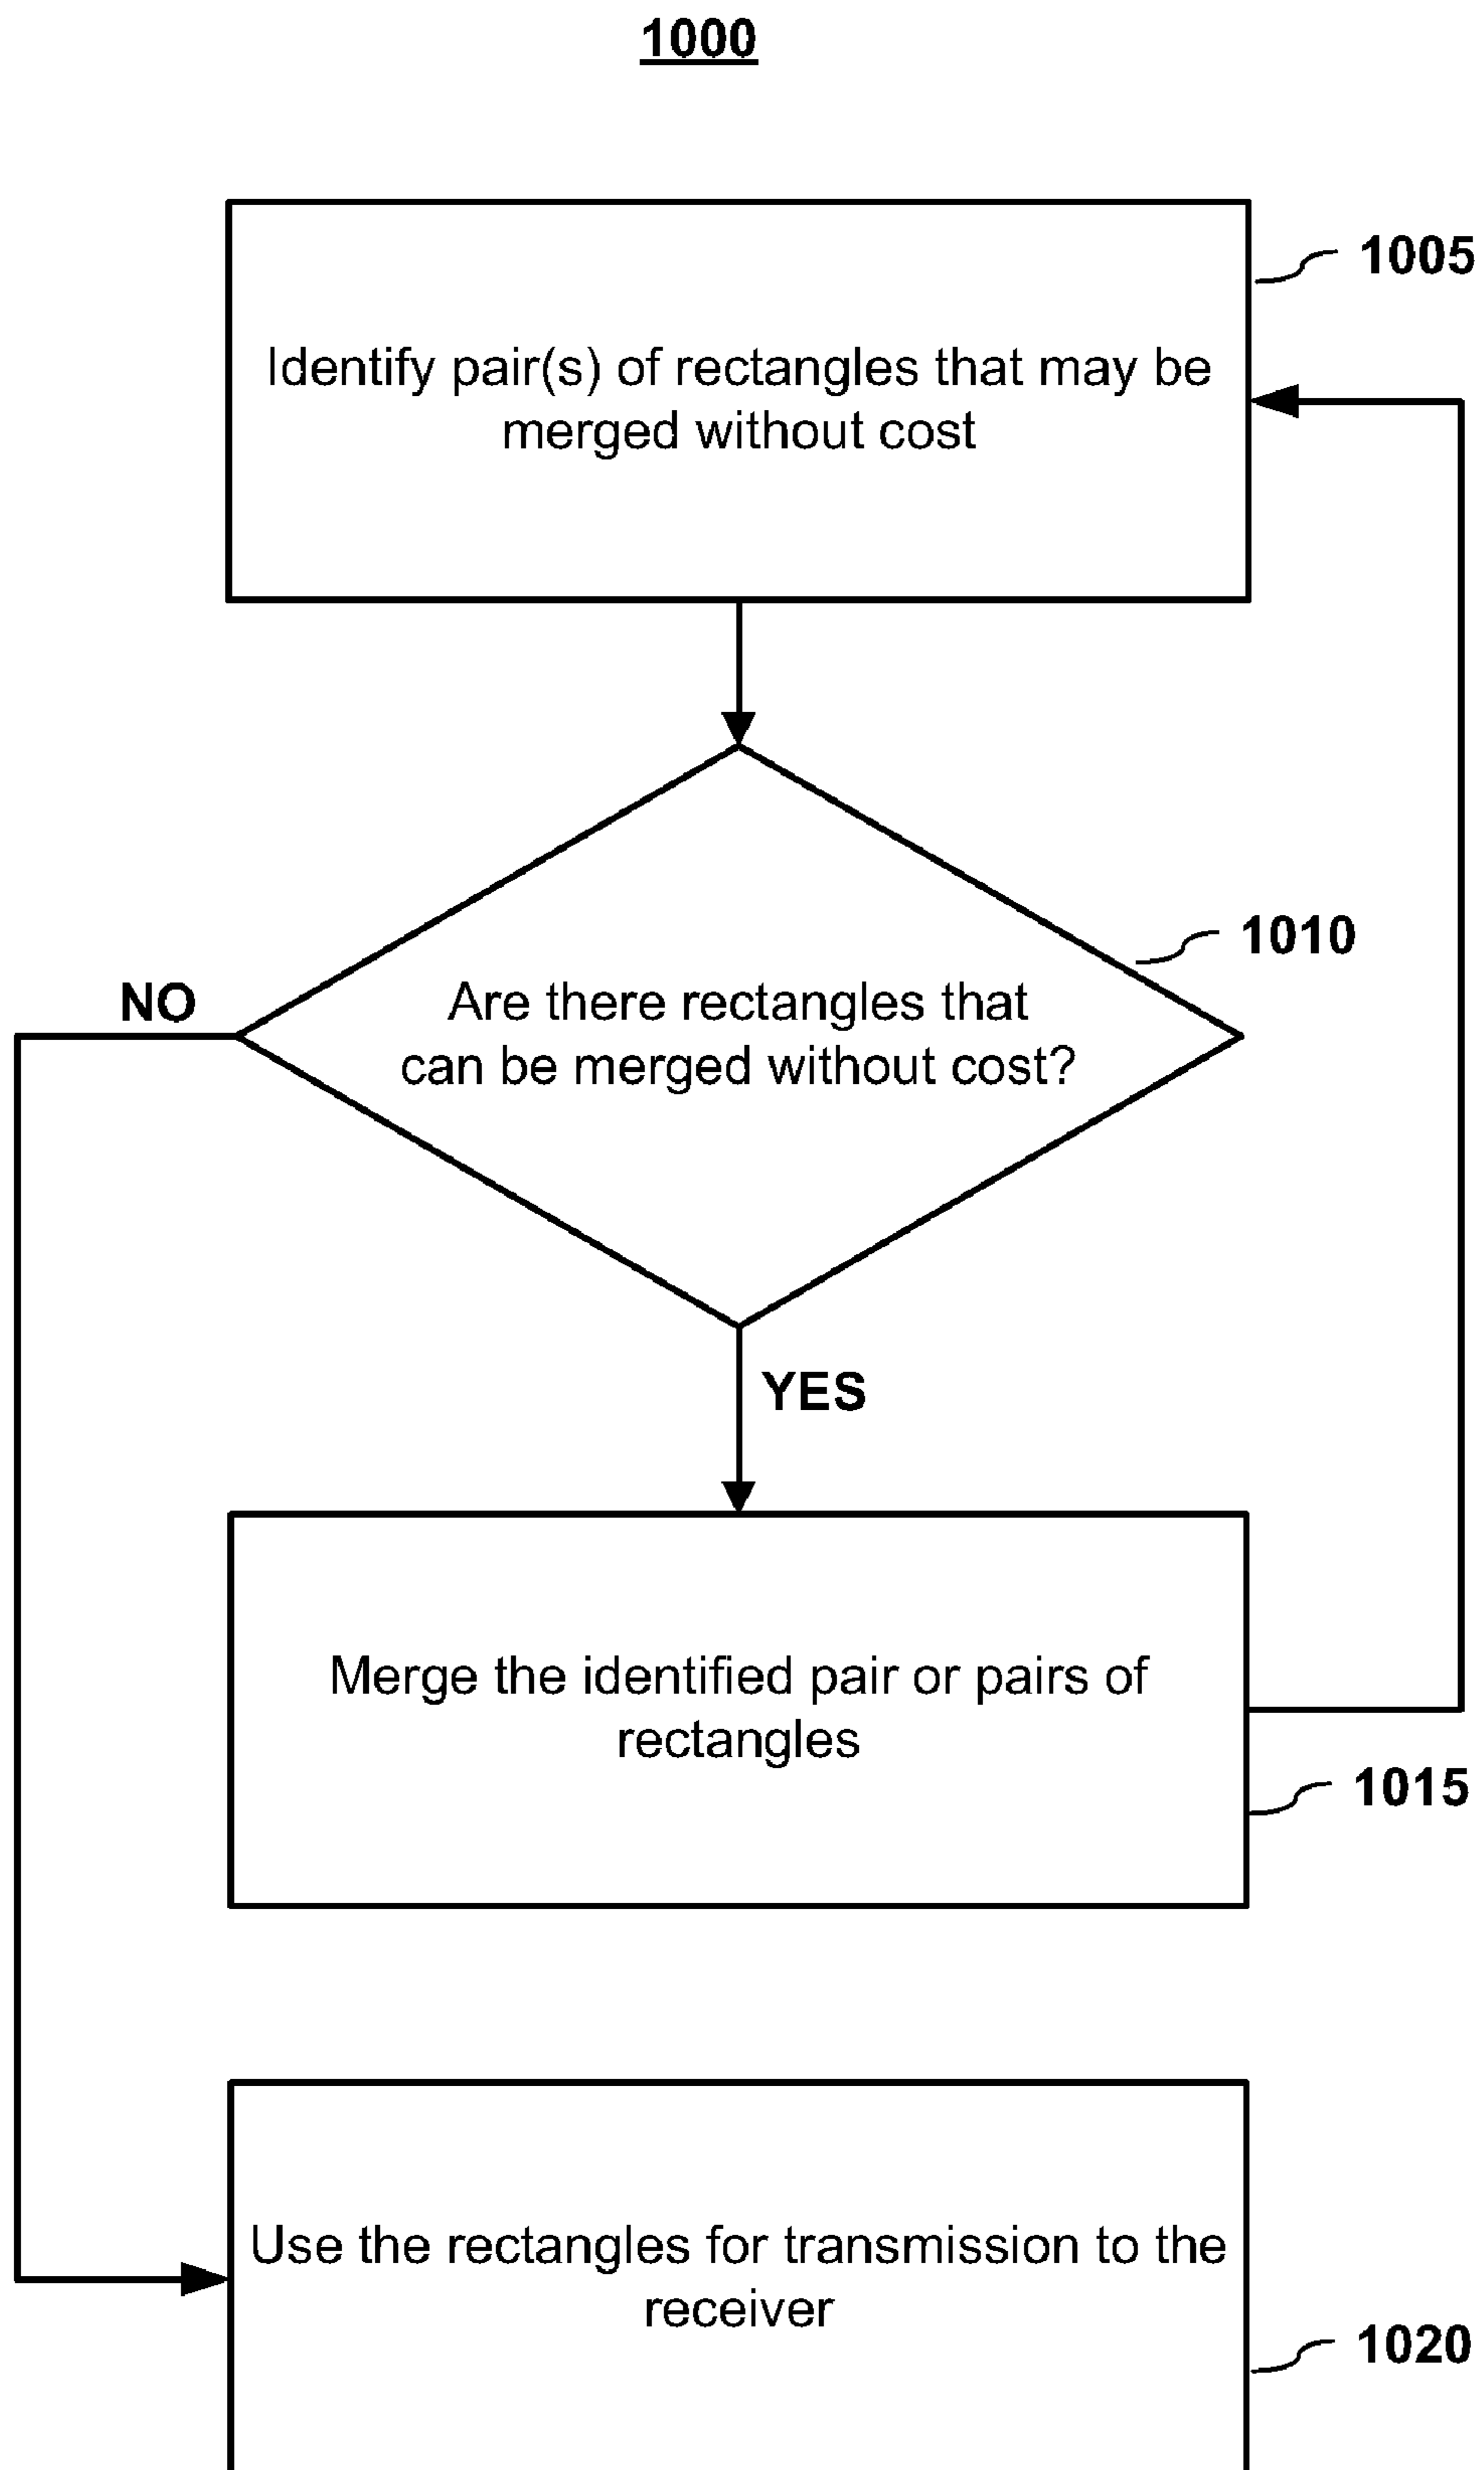 1000
1005
Identify pair(s) of rectangles that may be
merged without cost
1010
NO
Are there rectangles that
can be merged without cost?
YES
Merge the identified pair or pairs of
rectangles
1015
Use the rectangles for transmission to the
receiver
1020